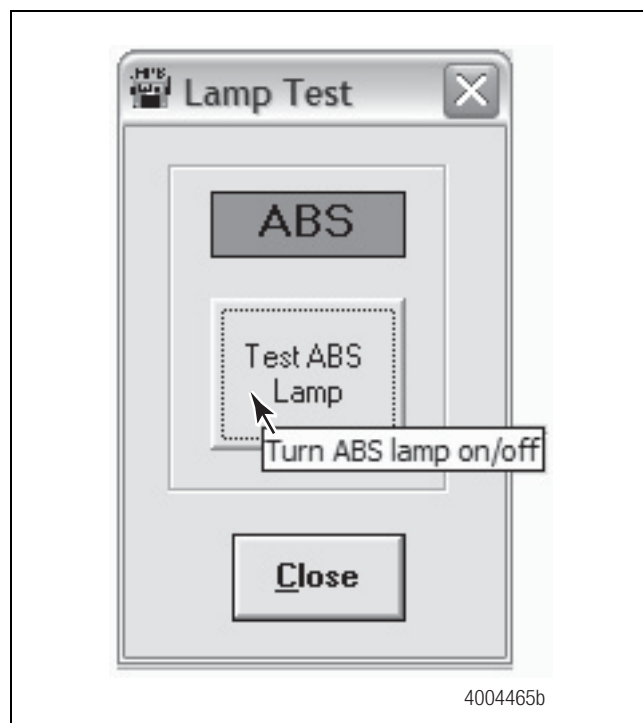 Lamp Test
ABS
Test ABS
Lamp
Turn ABS lamp on/off
Close
4004465b